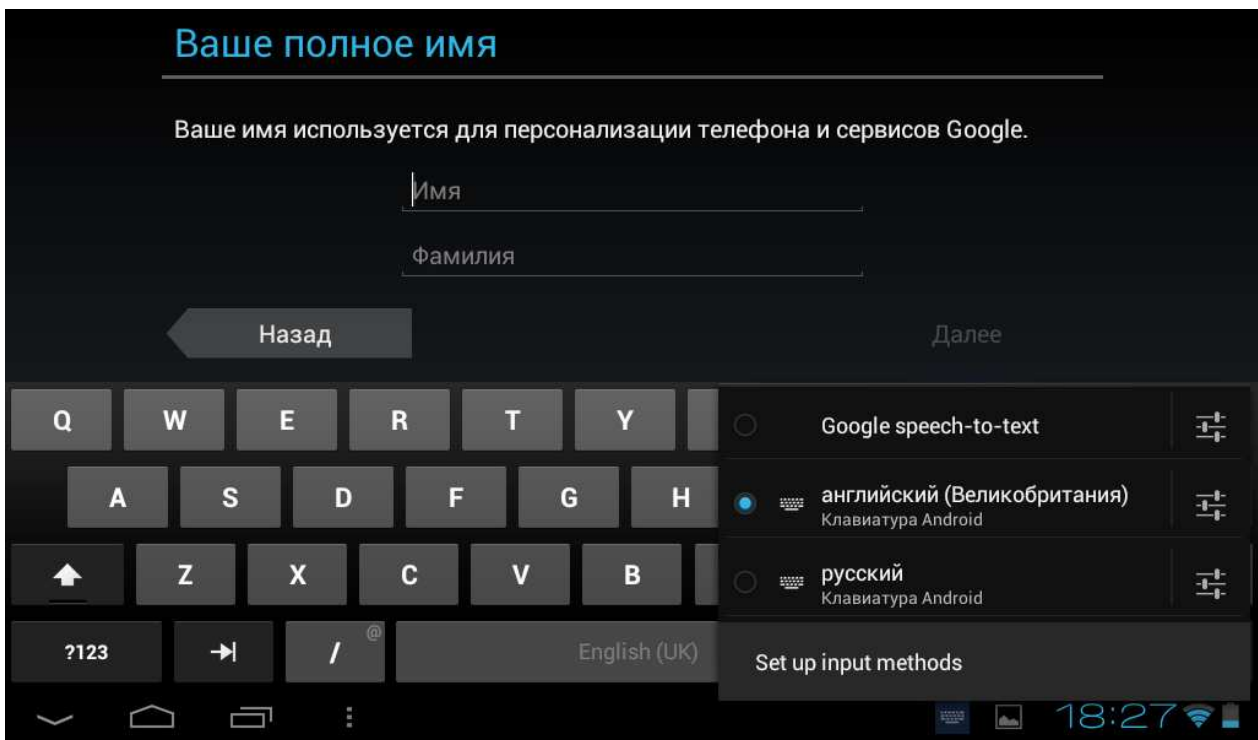 Ваше полное имя
Ваше имя используется для персонализации телефона и сервисов Google.
Имя
Фамилия
Назад
Далее
Q W E R T Y
A S D F G H
Z X C V B
?123 / @ English (UK)
Google speech-to-text
английский (Великобритания)
Клавиатура Android
русский
Клавиатура Android
Set up input methods
18:27